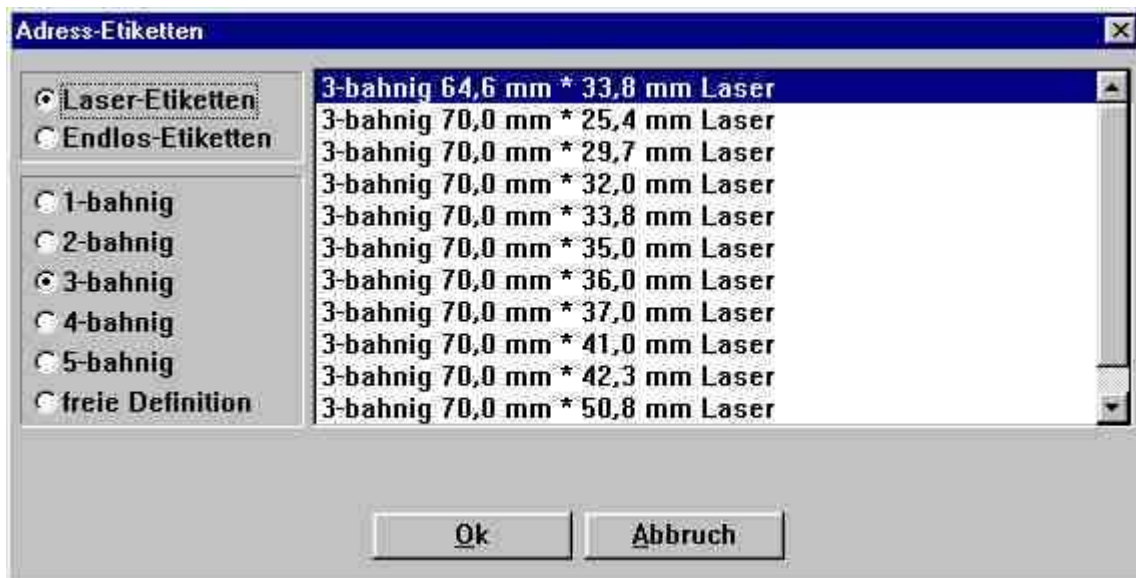 Adress-Etiketten
Laser-Etiketten
Endlos-Etiketten
1-bahnig
2-bahnig
3-bahnig
4-bahnig
5-bahnig
freie Definition
3-bahnig 64,6 mm * 33,8 mm Laser
3-bahnig 70,0 mm * 25,4 mm Laser
3-bahnig 70,0 mm * 29,7 mm Laser
3-bahnig 70,0 mm * 32,0 mm Laser
3-bahnig 70,0 mm * 33,8 mm Laser
3-bahnig 70,0 mm * 35,0 mm Laser
3-bahnig 70,0 mm * 36,0 mm Laser
3-bahnig 70,0 mm * 37,0 mm Laser
3-bahnig 70,0 mm * 41,0 mm Laser
3-bahnig 70,0 mm * 42,3 mm Laser
3-bahnig 70,0 mm * 50,8 mm Laser
Ok
Abbruch